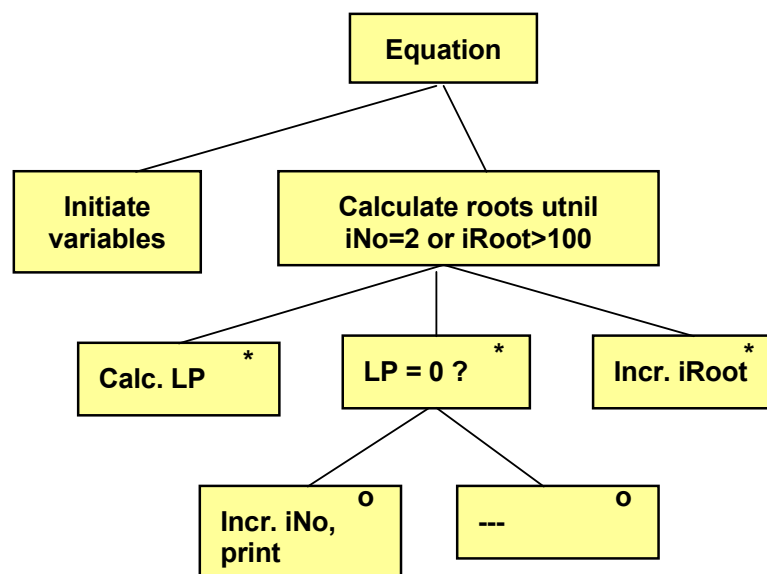 Equation
Initiate
variables
Calculate roots utnil
iNo=2 or iRoot>100
Calc. LP *
LP = 0 ? *
Incr. iRoot *
Incr. iNo, o
print
--- o